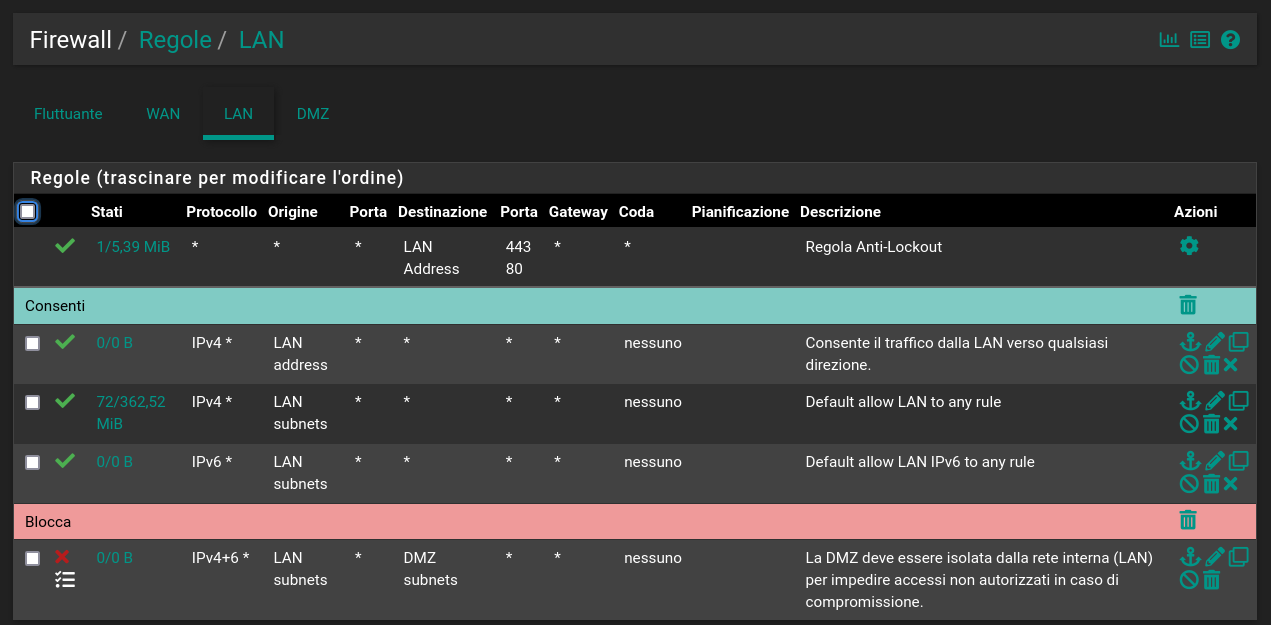 Firewall / Regole / LAN
Fluttuante WAN LAN DMZ
Regole (trascinare per modificare l'ordine)
Stati Protocollo Origine Porta Destinazione Porta Gateway Coda Pianificazione Descrizione Azioni
1/5,39 MiB * * * LAN 443 * * Regola Anti-Lockout
Address 80
Consenti
0/0 B IPv4 * LAN * * * * nessuno Consente il traffico dalla LAN verso qualsiasi
address direzione.
72/362,52 IPv4 * LAN * * * * nessuno Default allow LAN to any rule
MiB subnets
0/0 B IPv6 * LAN * * * * nessuno Default allow LAN IPv6 to any rule
subnets
Blocca
0/0 B IPv4+6 * LAN * DMZ * * nessuno La DMZ deve essere isolata dalla rete interna (LAN)
subnets subnets per impedire accessi non autorizzati in caso di
compromissione.